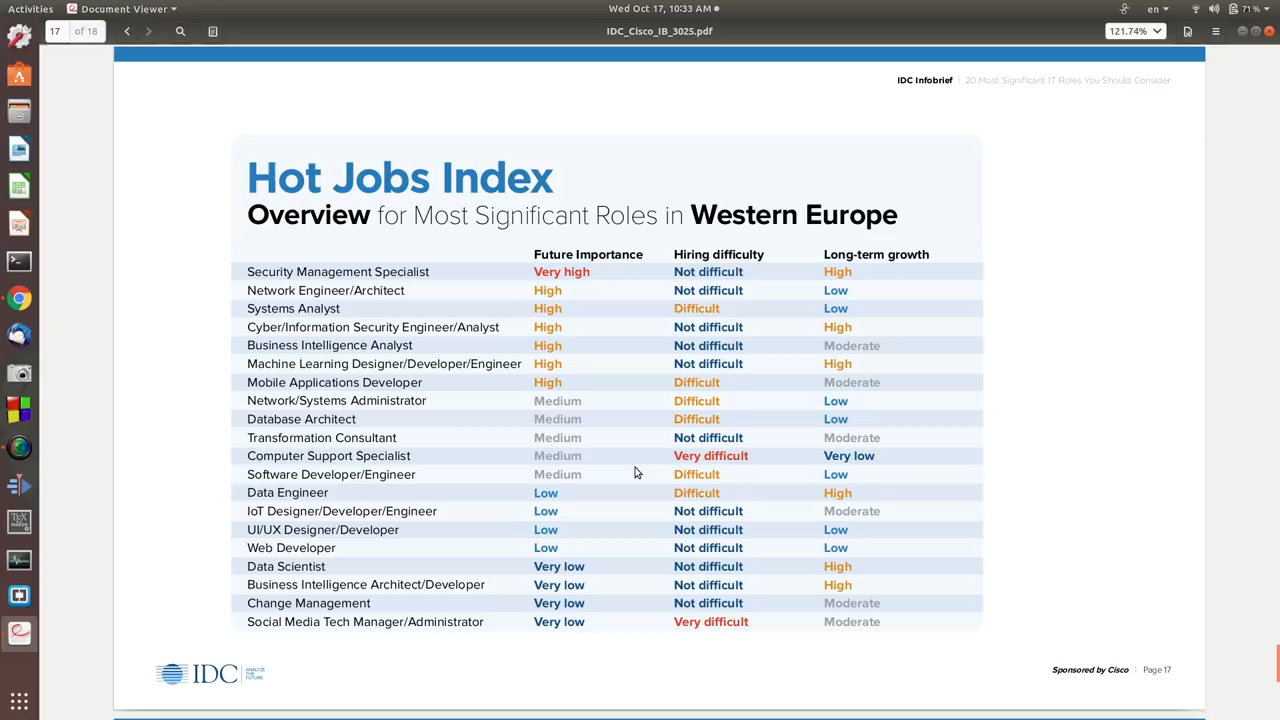 Activities Document Viewer Wed Oct 17, 10:33 AM en 71%
17 of 18 IDC_Cisco_IB_3025.pdf 121.74%
IDC Infobrief | 20 Most Significant IT Roles You Should Consider
Hot Jobs Index
Overview for Most Significant Roles in Western Europe
Future Importance Hiring difficulty Long-term growth
Security Management Specialist Very high Not difficult High
Network Engineer/Architect High Not difficult Low
Systems Analyst High Difficult Low
Cyber/Information Security Engineer/Analyst High Not difficult High
Business Intelligence Analyst High Not difficult Moderate
Machine Learning Designer/Developer/Engineer High Not difficult High
Mobile Applications Developer High Difficult Moderate
Network/Systems Administrator Medium Difficult Low
Database Architect Medium Difficult Low
Transformation Consultant Medium Not difficult Moderate
Computer Support Specialist Medium Very difficult Very low
Software Developer/Engineer Medium Difficult Low
Data Engineer Low Difficult High
IoT Designer/Developer/Engineer Low Not difficult Moderate
UI/UX Designer/Developer Low Not difficult Low
Web Developer Low Not difficult Low
Data Scientist Very low Not difficult High
Business Intelligence Architect/Developer Very low Not difficult High
Change Management Very low Not difficult Moderate
Social Media Tech Manager/Administrator Very low Very difficult Moderate
IDC ANALYZE THE FUTURE
Sponsored by Cisco | Page 17